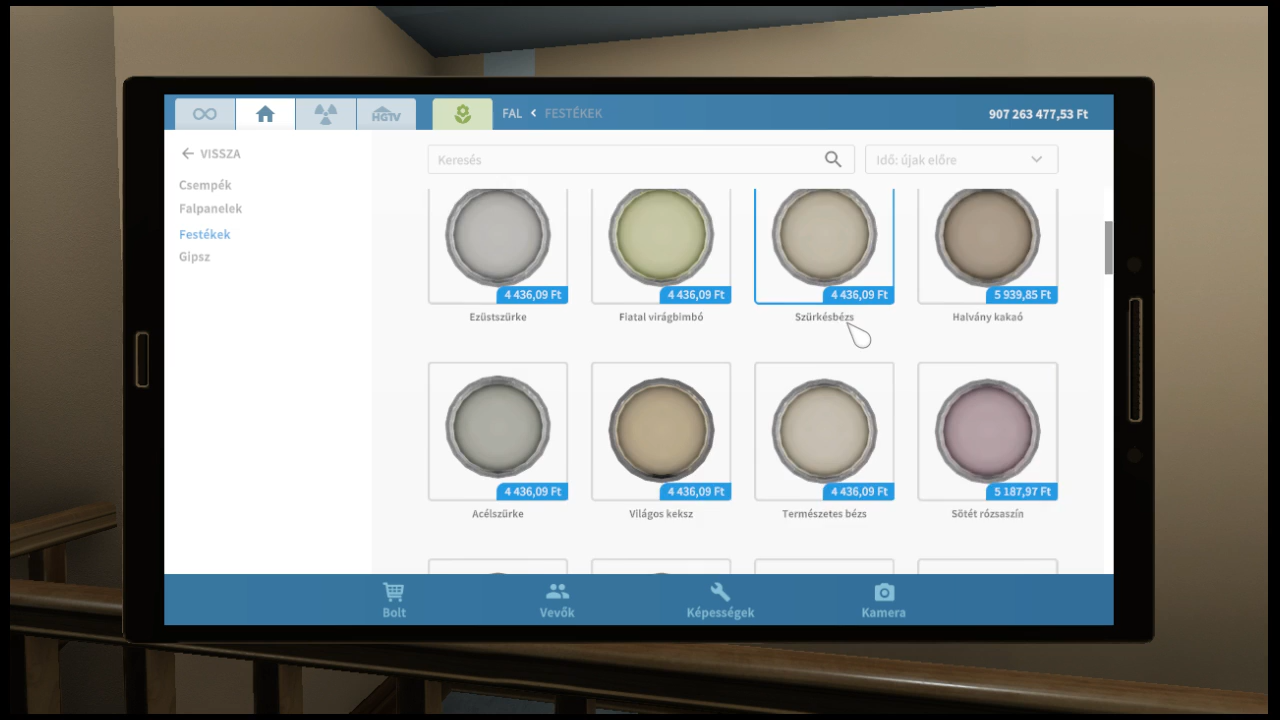 HGTV
FAL < FESTÉKEK
907 263 477,53 Ft
← VISSZA
Keresés
Idő: újak előre
Csempék
Falpanelek
Festékek
Gipsz
4 436,09 Ft
4 436,09 Ft
4 436,09 Ft
5 939,85 Ft
Ezüstszürke
Fiatal virágbimbó
Szürkésbézs
Halvány kakaó
4 436,09 Ft
4 436,09 Ft
4 436,09 Ft
5 187,97 Ft
Acélszürke
Világos keksz
Természetes bézs
Sötét rózsaszín
Bolt
Vevők
Képességek
Kamera